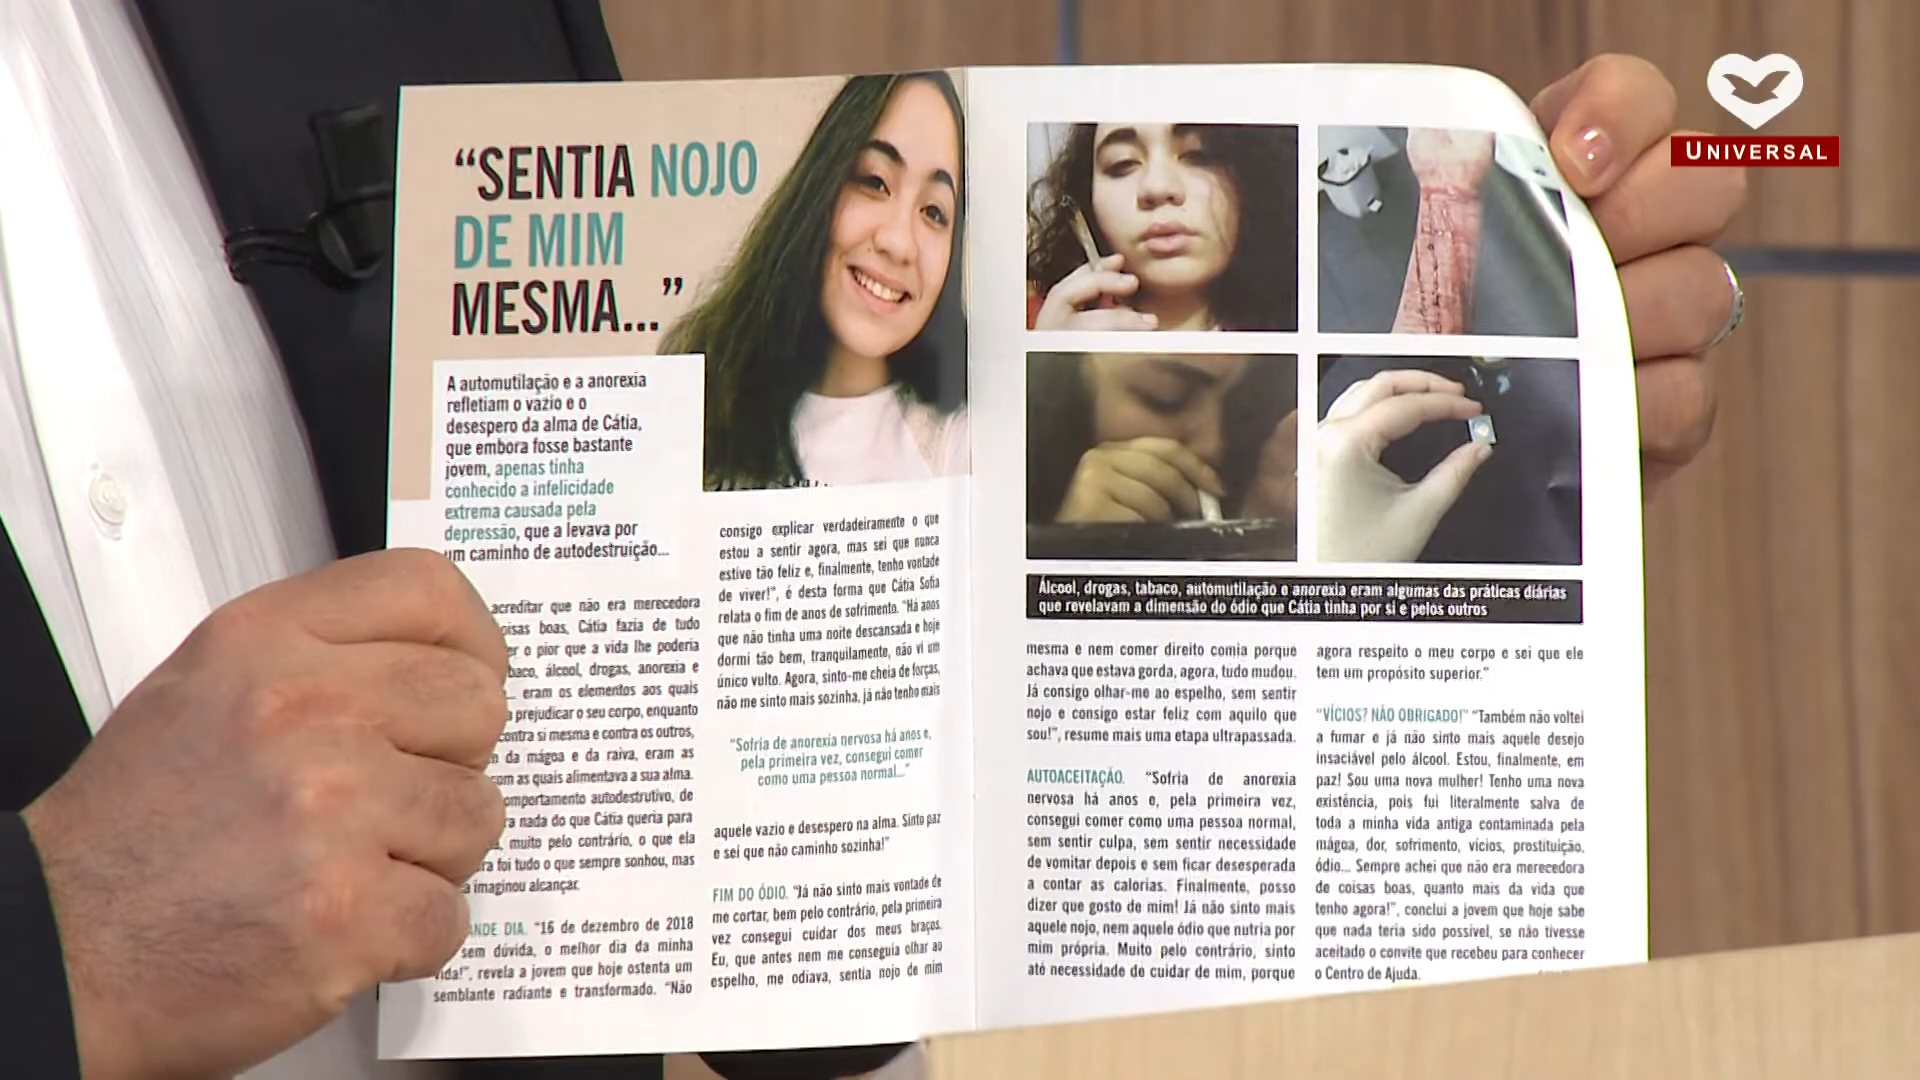 "SENTIA NOJO
DE MIM
MESMA..."
A automutilação e a anorexia
refletiam o vazio e o
desespero da alma de Cátia,
que embora fosse bastante
jovem, apenas tinha
conhecido a infelicidade
extrema causada pela
depressão, que a levava por
um caminho de autodestruição...
acreditar que não era merecedora
oisas boas, Cátia fazia de tudo
er o pior que a vida lhe poderia
baco, álcool, drogas, anorexia e
... eram os elementos aos quais
a prejudicar o seu corpo, enquanto
contra si mesma e contra os outros,
da mágoa e da raiva, eram as
com as quais alimentava a sua alma.
omportamento autodestrutivo, de
ra nada do que Cátia queria para
, muito pelo contrário, o que ela
ra foi tudo o que sempre sonhou, mas
a imaginou alcançar.
ANDE DIA. "16 de dezembro de 2018
sem dúvida, o melhor dia da minha
vida!", revela a jovem que hoje ostenta um
semblante radiante e transformado. "Não
consigo explicar verdadeiramente o que
estou a sentir agora, mas sei que nunca
estive tão feliz e, finalmente, tenho vontade
de viver!", é desta forma que Cátia Sofia
relata o fim de anos de sofrimento. "Há anos
que não tinha uma noite descansada e hoje
dormi tão bem, tranquilamente, não vi um
único vulto. Agora, sinto-me cheia de forças,
não me sinto mais sozinha, já não tenho mais
"Sofria de anorexia nervosa há anos e,
pela primeira vez, consegui comer
como uma pessoa normal..."
aquele vazio e desespero na alma. Sinto paz
e sei que não caminho sozinha!"
FIM DO ÓDIO. "Já não sinto mais vontade de
me cortar, bem pelo contrário, pela primeira
vez consegui cuidar dos meus braços.
Eu, que antes nem me conseguia olhar ao
espelho, me odiava, sentia nojo de mim
Álcool, drogas, tabaco, automutilação e anorexia eram algumas das práticas diárias
que revelavam a dimensão do ódio que Cátia tinha por si e pelos outros
mesma e nem comer direito comia porque
achava que estava gorda, agora, tudo mudou.
Já consigo olhar-me ao espelho, sem sentir
nojo e consigo estar feliz com aquilo que
sou!", resume mais uma etapa ultrapassada.
AUTOACEITAÇÃO. "Sofria de anorexia
nervosa há anos e, pela primeira vez,
consegui comer como uma pessoa normal,
sem sentir culpa, sem sentir necessidade
de vomitar depois e sem ficar desesperada
a contar as calorias. Finalmente, posso
dizer que gosto de mim! Já não sinto mais
aquele nojo, nem aquele ódio que nutria por
mim própria. Muito pelo contrário, sinto
até necessidade de cuidar de mim, porque
agora respeito o meu corpo e sei que ele
tem um propósito superior."
"VÍCIOS? NÃO OBRIGADO!" "Também não voltei
a fumar e já não sinto mais aquele desejo
insaciável pelo álcool. Estou, finalmente, em
paz! Sou uma nova mulher! Tenho uma nova
existência, pois fui literalmente salva de
toda a minha vida antiga contaminada pela
mágoa, dor, sofrimento, vícios, prostituição,
ódio... Sempre achei que não era merecedora
de coisas boas, quanto mais da vida que
tenho agora!", conclui a jovem que hoje sabe
que nada teria sido possível, se não tivesse
aceitado o convite que recebeu para conhecer
o Centro de Ajuda.
UNIVERSAL